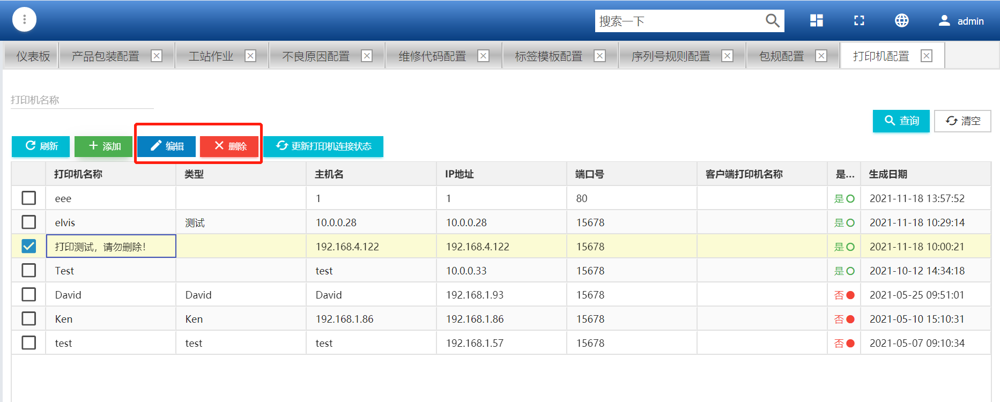 搜索一下 admin
仪表板 产品包装配置 工站作业 不良原因配置 维修代码配置 标签模板配置 序列号规则配置 包规配置 打印机配置
打印机名称
查询 清空
刷新 添加 编辑 删除 更新打印机连接状态
打印机名称 类型 主机名 IP地址 端口号 客户端打印机名称 是... 生成日期
eee 1 1 80 是 2021-11-18 13:57:52
elvis 测试 10.0.0.28 10.0.0.28 15678 是 2021-11-18 10:29:14
打印测试，请勿删除！ 192.168.4.122 192.168.4.122 15678 是 2021-11-18 10:00:21
Test test 10.0.0.33 15678 是 2021-10-12 14:34:18
David David David 192.168.1.93 15678 否 2021-05-25 09:51:01
Ken Ken 192.168.1.86 192.168.1.86 15678 否 2021-05-10 15:10:31
test test test 192.168.1.57 15678 否 2021-05-07 09:10:34